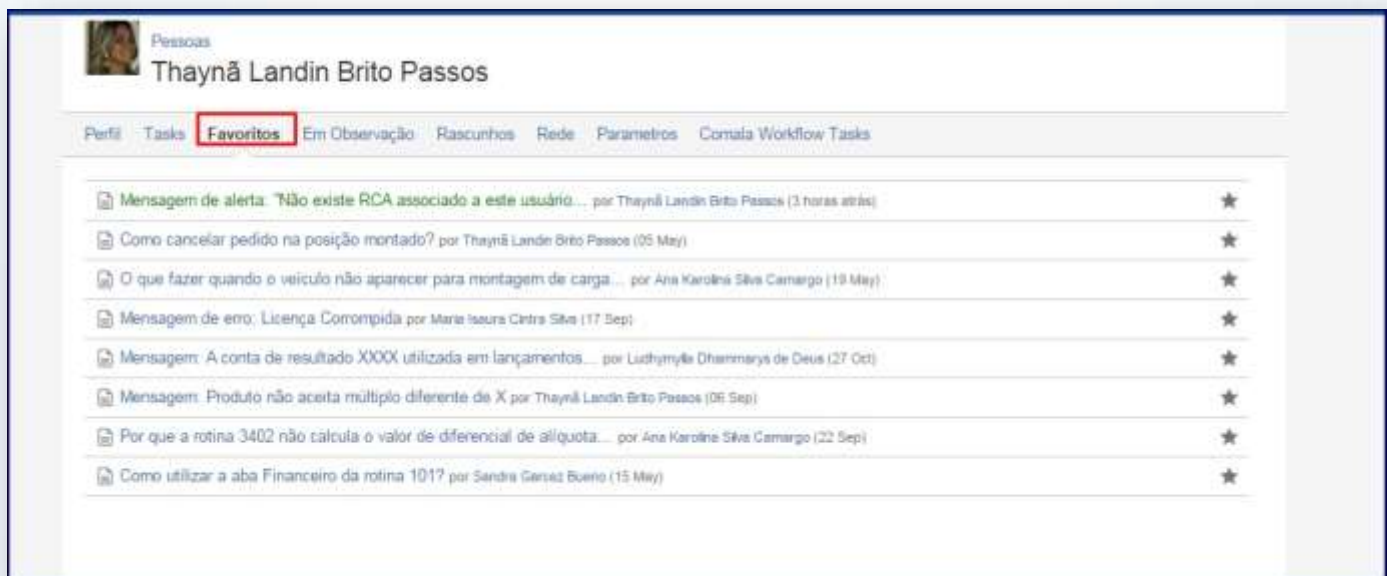 Pessoas
Thaynã Landin Brito Passos
Perfil Tasks Favoritos Em Observação Rascunhos Rede Parametros Comala Workflow Tasks
Mensagem de alerta: "Não existe RCA associado a este usuário... por Thaynã Landin Brito Passos (3 horas atrás)
Como cancelar pedido na posição montado? por Thaynã Landin Brito Passos (05 May)
O que fazer quando o veículo não aparecer para montagem de carga... por Ana Karolina Silva Camargo (19 May)
Mensagem de erro: Licença Corrompida por Maria Isaura Cintra Silva (17 Sep)
Mensagem: A conta de resultado XXXX utilizada em lançamentos... por Ludhymylla Dhammarys de Deus (27 Oct)
Mensagem: Produto não aceita múltiplo diferente de X por Thaynã Landin Brito Passos (06 Sep)
Por que a rotina 3402 não calcula o valor de diferencial de alíquota... por Ana Karolina Silva Camargo (22 Sep)
Como utilizar a aba Financeiro da rotina 101? por Sandra Garcez Bueno (15 May)